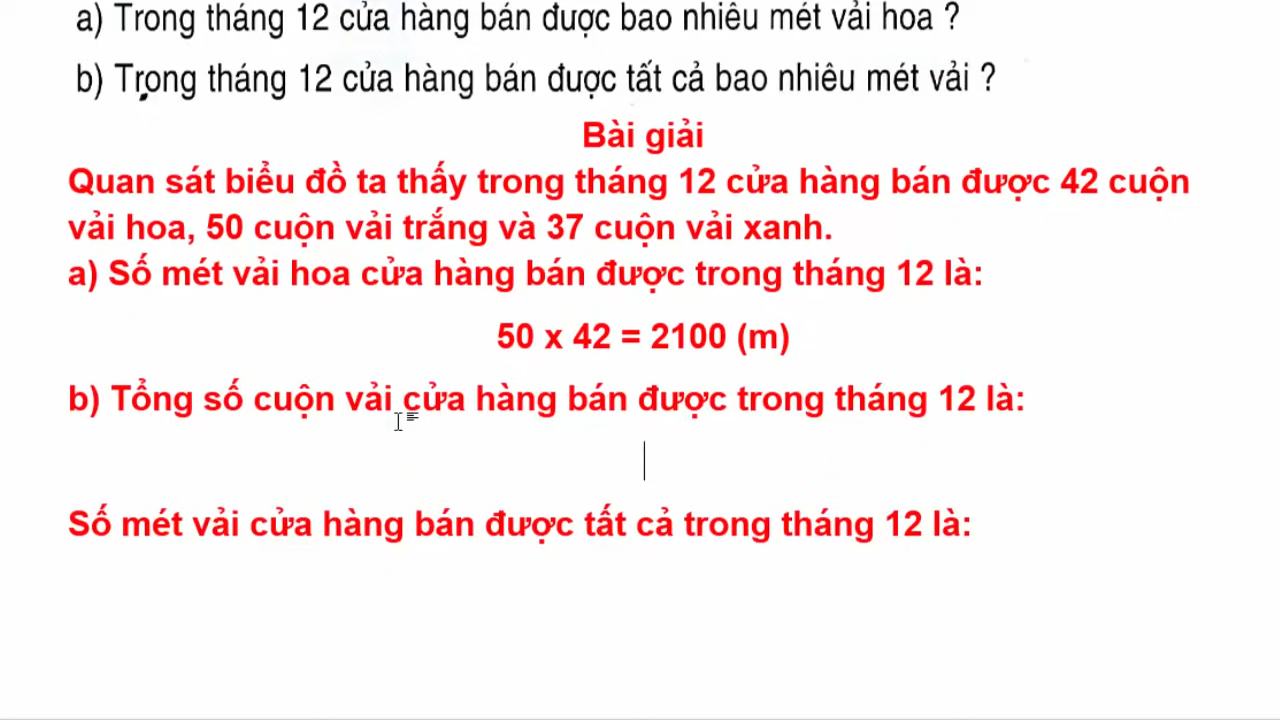 a) Trong tháng 12 cửa hàng bán được bao nhiêu mét vải hoa ?
b) Trong tháng 12 cửa hàng bán được tất cả bao nhiêu mét vải ?
Bài giải
Quan sát biểu đồ ta thấy trong tháng 12 cửa hàng bán được 42 cuộn
vải hoa, 50 cuộn vải trắng và 37 cuộn vải xanh.
a) Số mét vải hoa cửa hàng bán được trong tháng 12 là:
50 x 42 = 2100 (m)
b) Tổng số cuộn vải cửa hàng bán được trong tháng 12 là:
Số mét vải cửa hàng bán được tất cả trong tháng 12 là: